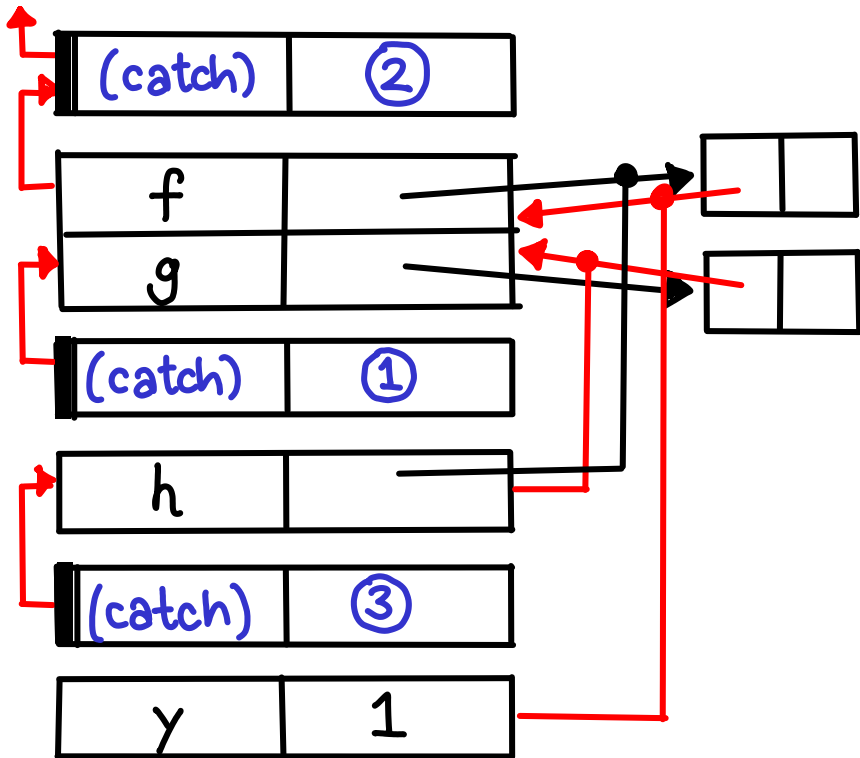 (catch) ②
f
g
(catch) ①
h
(catch) ③
y 1